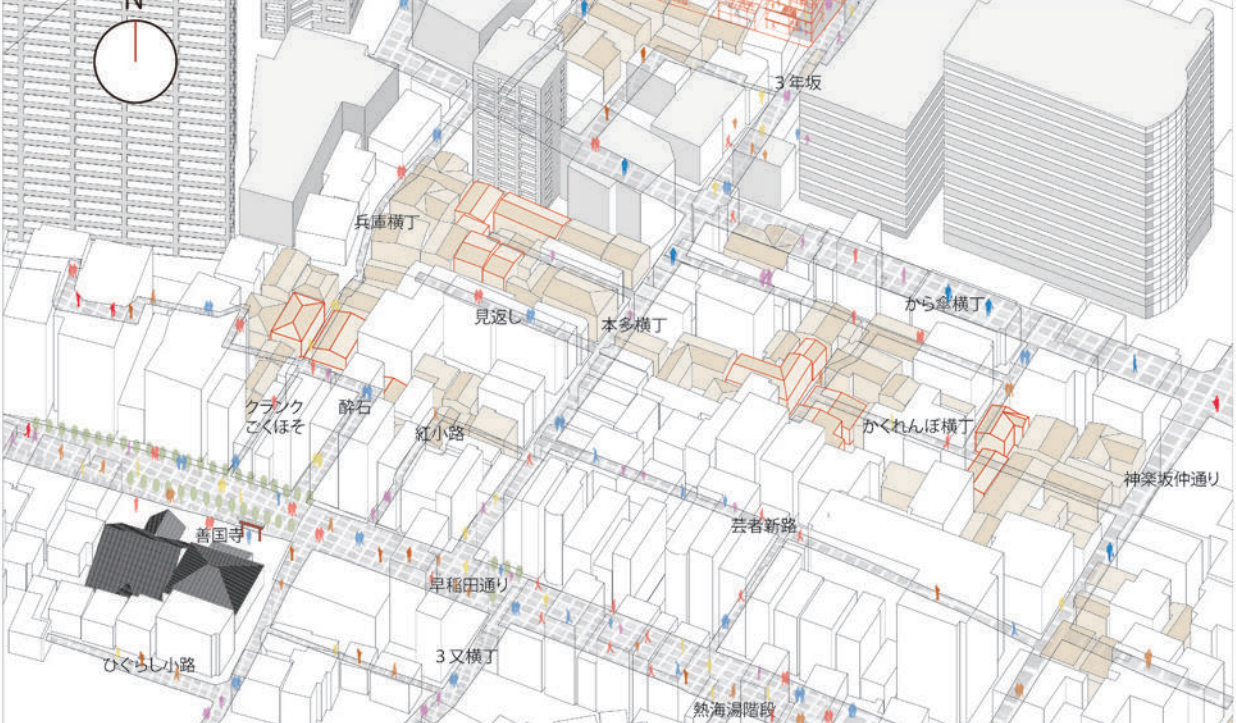 N
3年坂
兵庫横丁
から傘横丁
見返し
本多横丁
クランク
こくほそ
酔石
紅小路
かくれんぼ横丁
神楽坂仲通り
芸者新路
善国寺
早稲田通り
3又横丁
ひぐらし小路
熱海湯階段